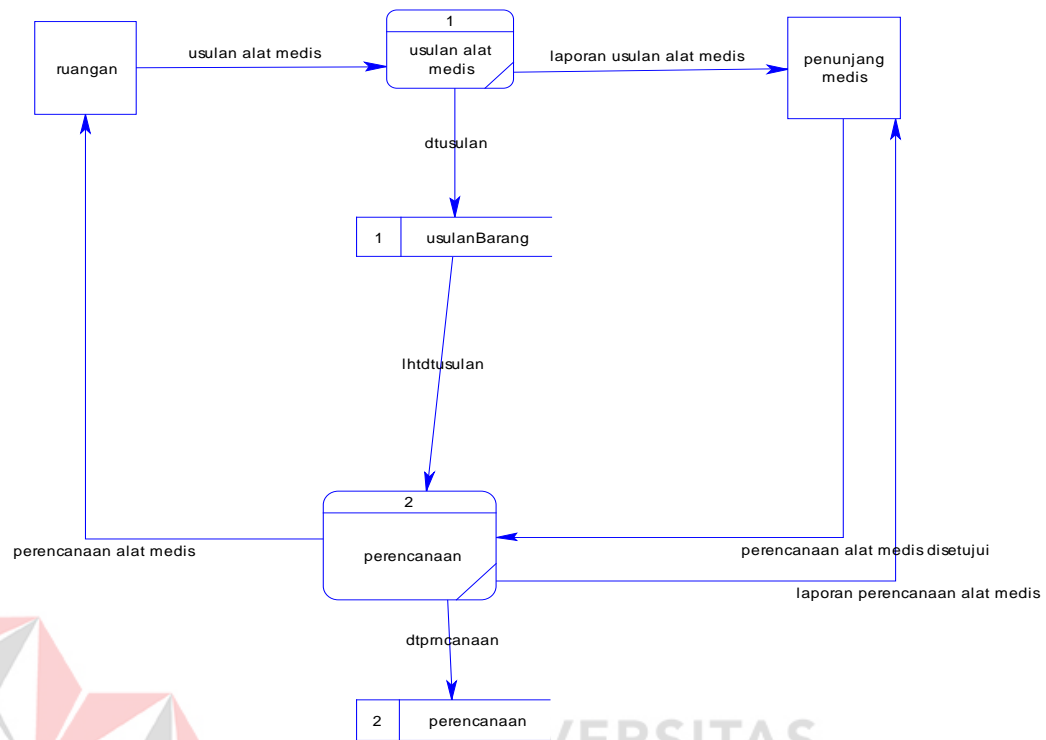 1
ruangan
usulan alat medis
usulan alat
medis
laporan usulan alat medis
penunjang
medis
dtusulan
1
usulanBarang
lhtdtusulan
2
perencanaan
perencanaan alat medis
perencanaan alat medis disetujui
laporan perencanaan alat medis
dtprncanaan
2
perencanaan
VERSITAS